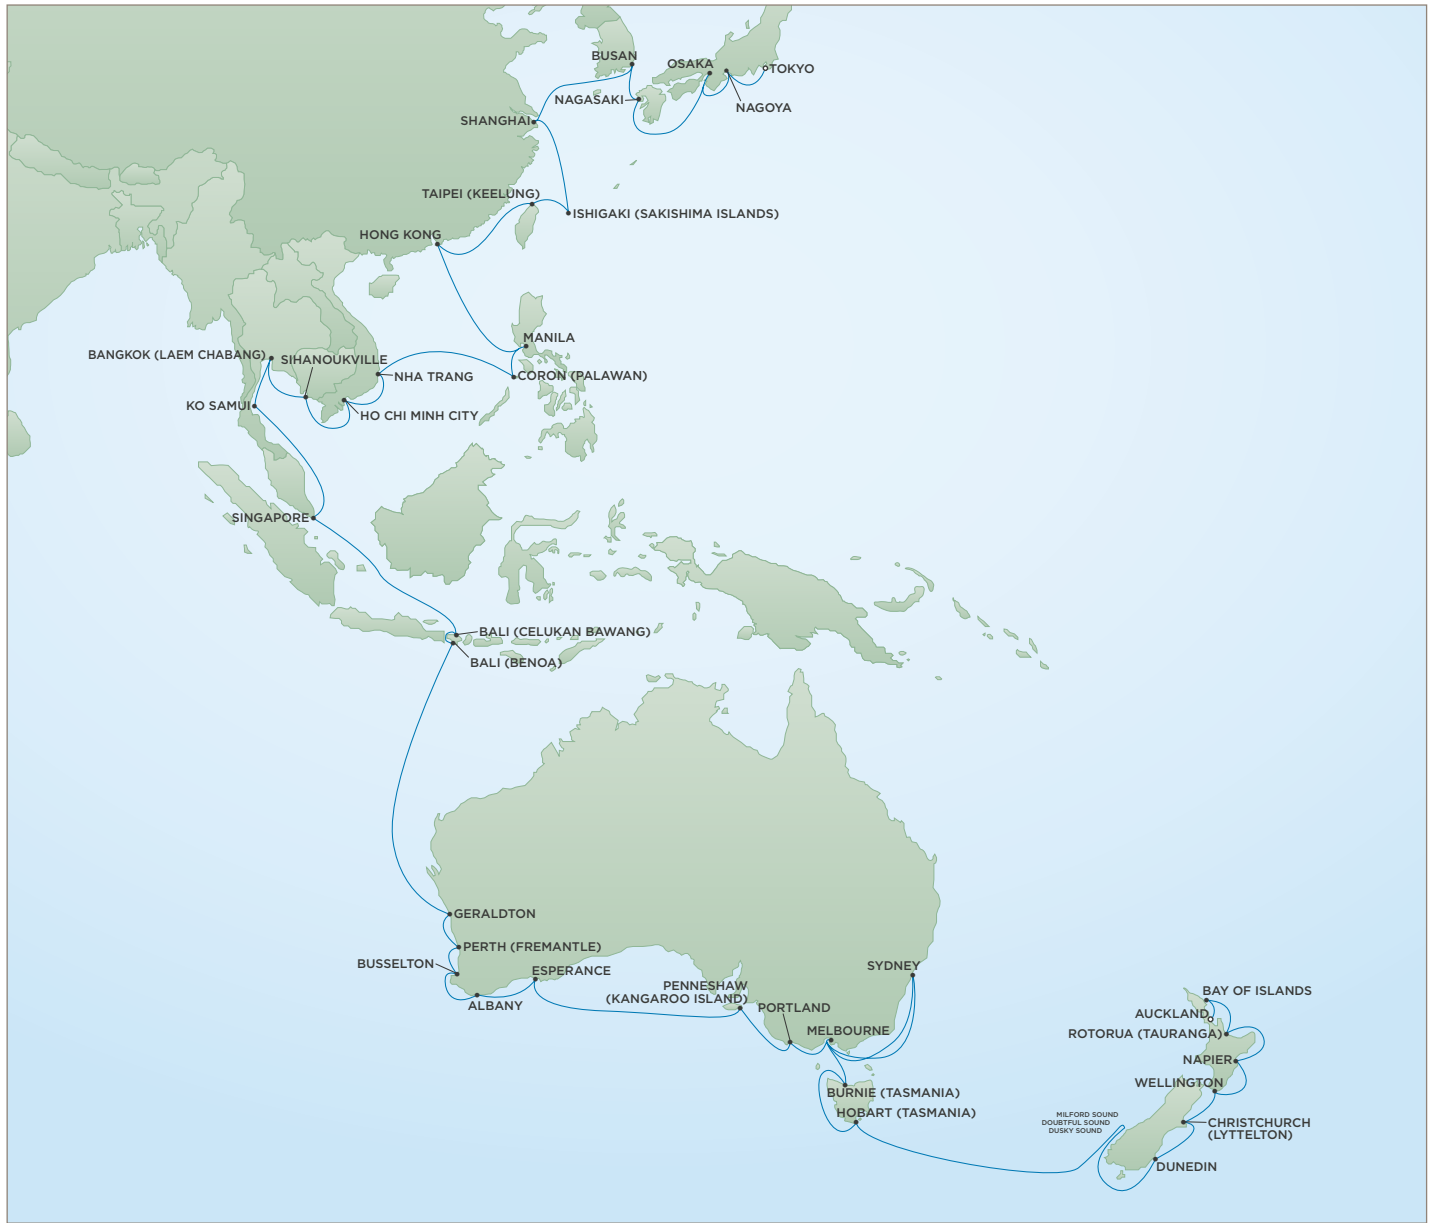 BUSAN
OSAKA
TOKYO
NAGASAKI
NAGOYA
SHANGHAI
TAIPEI (KEELUNG)
ISHIGAKI (SAKISHIMA ISLANDS)
HONG KONG
MANILA
BANGKOK (LAEM CHABANG)
SIHANOUKVILLE
NHA TRANG
CORON (PALAWAN)
KO SAMUI
HO CHI MINH CITY
SINGAPORE
BALI (CELUKAN BAWANG)
BALI (BENOA)
GERALDTON
PERTH (FREMANTLE)
BUSSELTON
ESPERANCE
ALBANY
PENNESHAW
(KANGAROO ISLAND)
PORTLAND
SYDNEY
MELBOURNE
BURNIE (TASMANIA)
HOBART (TASMANIA)
BAY OF ISLANDS
AUCKLAND
ROTORUA (TAURANGA)
NAPIER
WELLINGTON
MILFORD SOUND
DOUBTFUL SOUND
DUSKY SOUND
CHRISTCHURCH
(LYTTELTON)
DUNEDIN